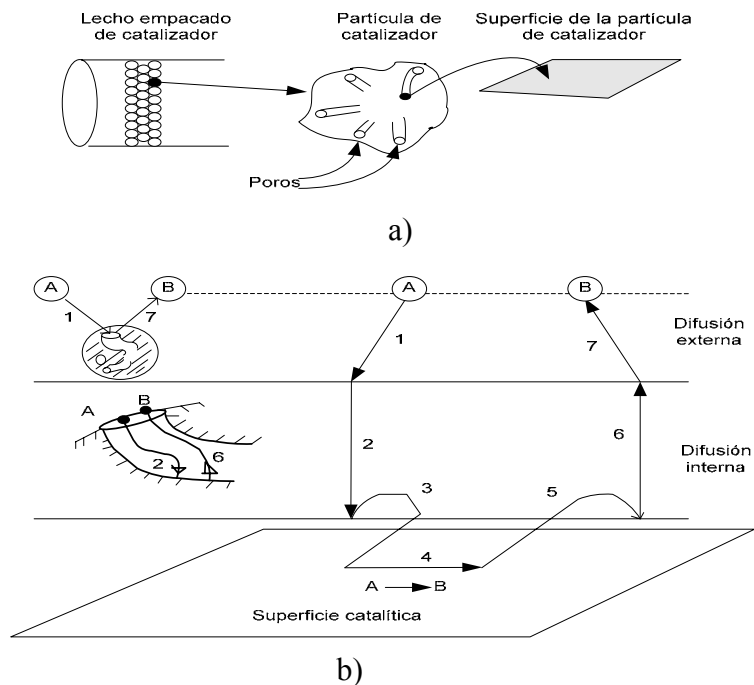 Lecho empacado
de catalizador
Partícula de
catalizador
Superficie de la partícula
de catalizador
Poros
a)
A
B
A
B
1
7
1
7
Difusión
externa
A
B
2
6
2
6
Difusión
interna
3
5
4
A B
Superficie catalítica
b)